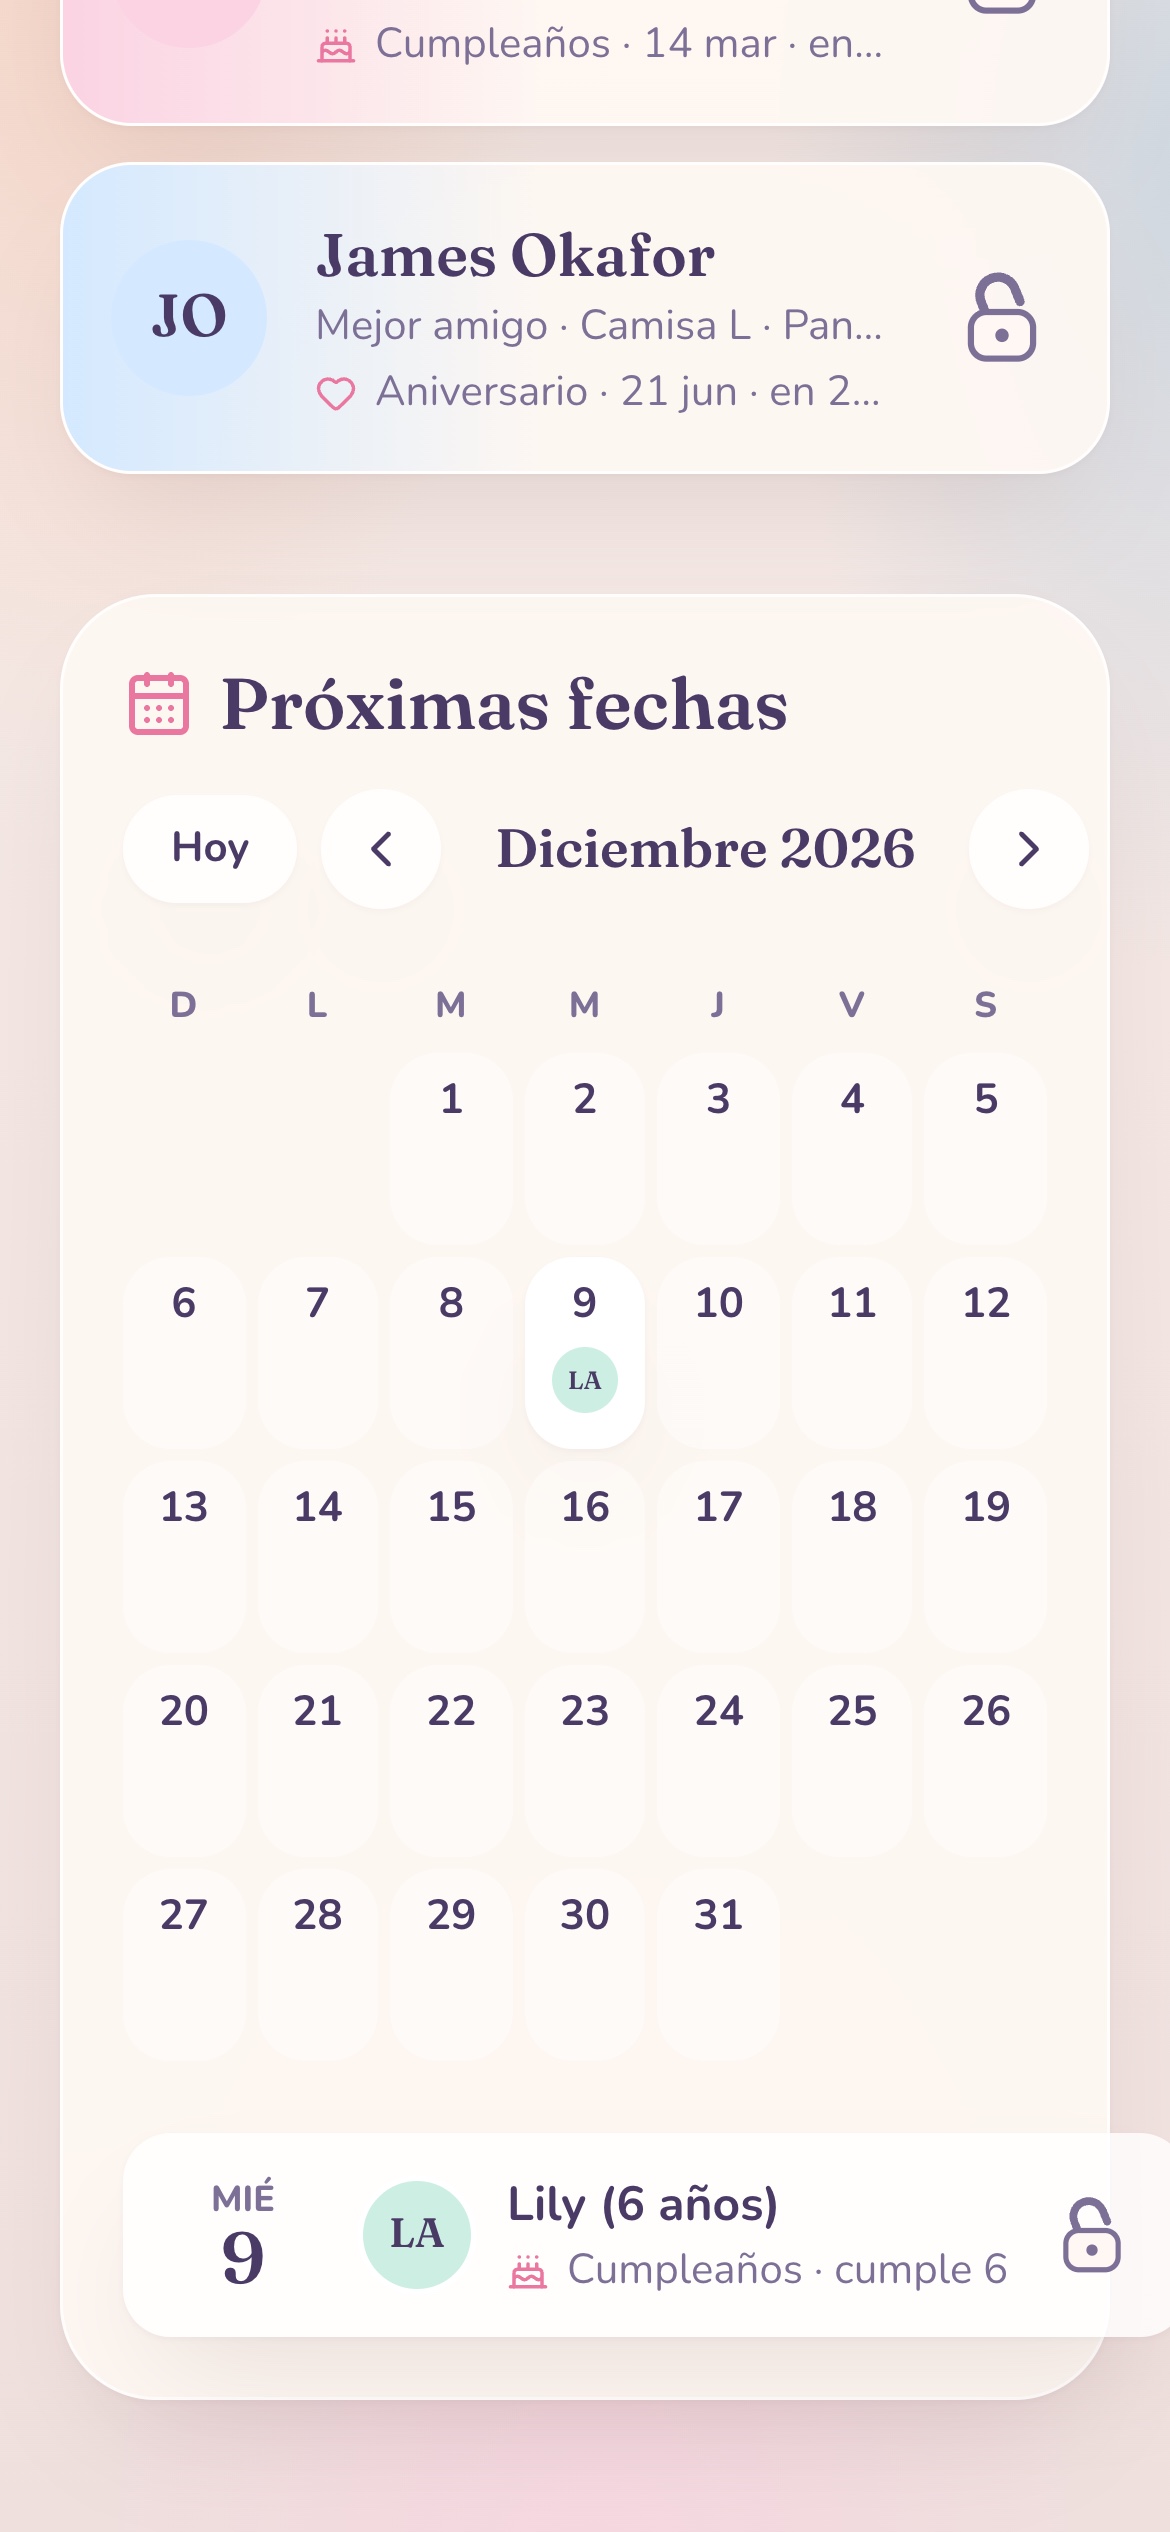 Cumpleaños · 14 mar · en...
JO
James Okafor
Mejor amigo · Camisa L · Pan...
Aniversario · 21 jun · en 2...
Próximas fechas
Hoy
Diciembre 2026
D L M M J V S
1 2 3 4 5
6 7 8 9 10 11 12
LA
13 14 15 16 17 18 19
20 21 22 23 24 25 26
27 28 29 30 31
MIÉ
9
LA
Lily (6 años)
Cumpleaños · cumple 6